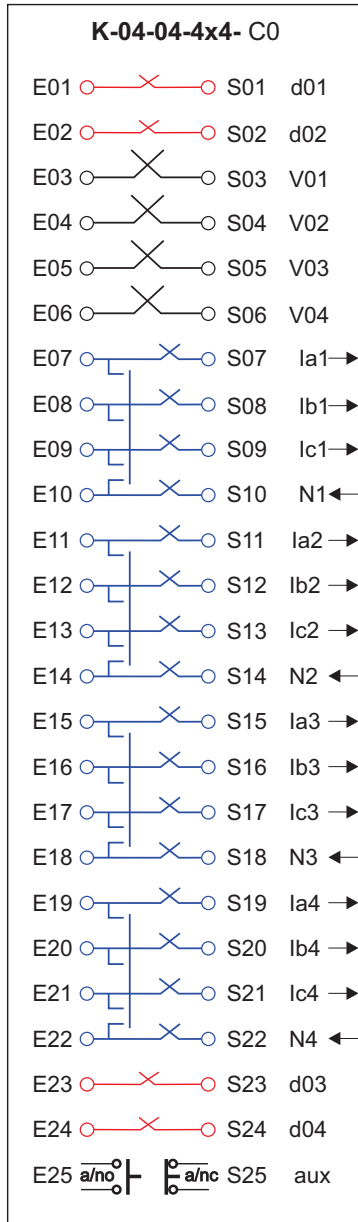 K-04-04-4x4- C0
E01 S01 d01
E02 S02 d02
E03 S03 V01
E04 S04 V02
E05 S05 V03
E06 S06 V04
E07 S07 Ia1
E08 S08 Ib1
E09 S09 Ic1
E10 S10 N1
E11 S11 Ia2
E12 S12 Ib2
E13 S13 Ic2
E14 S14 N2
E15 S15 Ia3
E16 S16 Ib3
E17 S17 Ic3
E18 S18 N3
E19 S19 Ia4
E20 S20 Ib4
E21 S21 Ic4
E22 S22 N4
E23 S23 d03
E24 S24 d04
E25 a/no a/nc S25 aux